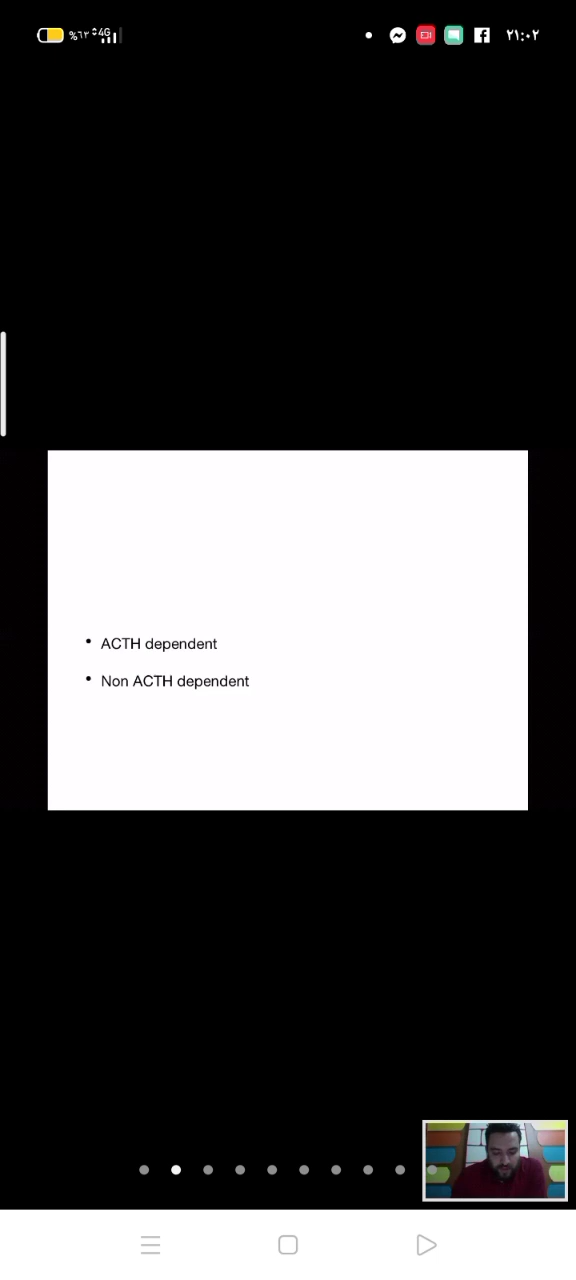 %٦٣ 4G
٢١:٠٢
• ACTH dependent
• Non ACTH dependent